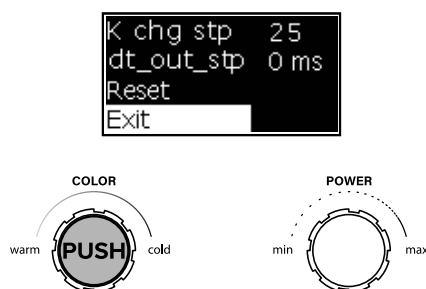 K chg stp 25
dt_out_stp 0 ms
Reset
Exit
COLOR
POWER
warm PUSH cold
min max